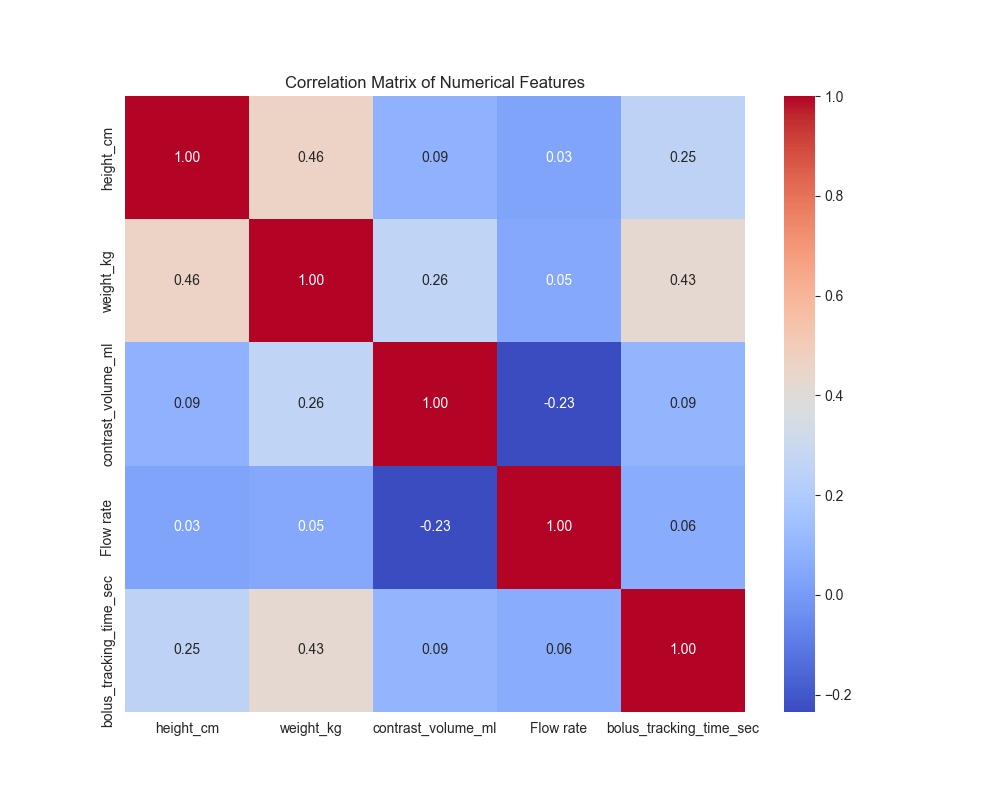 Correlation Matrix of Numerical Features
height_cm
1.00 0.46 0.09 0.03 0.25
weight_kg
0.46 1.00 0.26 0.05 0.43
contrast_volume_ml
0.09 0.26 1.00 -0.23 0.09
Flow rate
0.03 0.05 -0.23 1.00 0.06
bolus_tracking_time_sec
0.25 0.43 0.09 0.06 1.00
height_cm weight_kg contrast_volume_ml Flow rate bolus_tracking_time_sec
1.0
0.8
0.6
0.4
0.2
0.0
−0.2